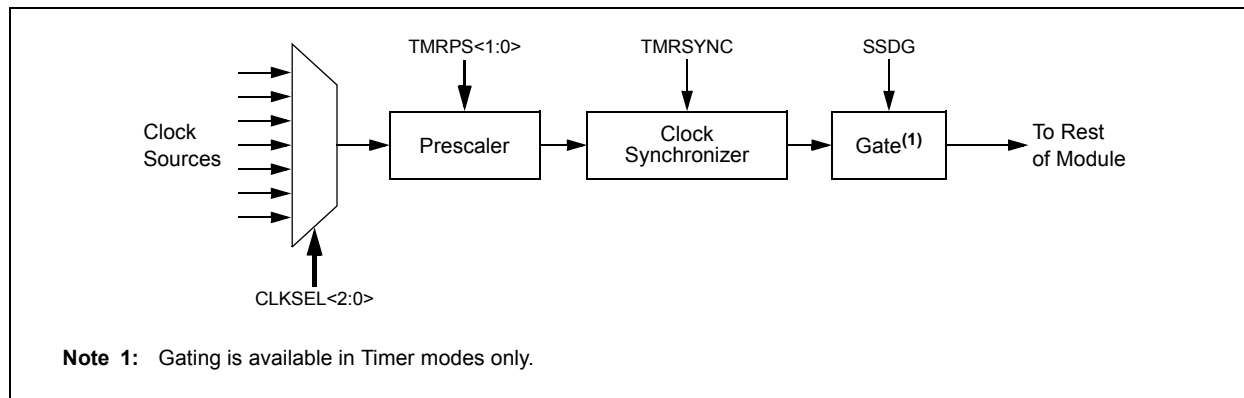 TMRPS<1:0>
TMRSYNC
SSDG
Clock
Sources
Prescaler
Clock
Synchronizer
Gate(1)
To Rest
of Module
CLKSEL<2:0>
Note 1: Gating is available in Timer modes only.